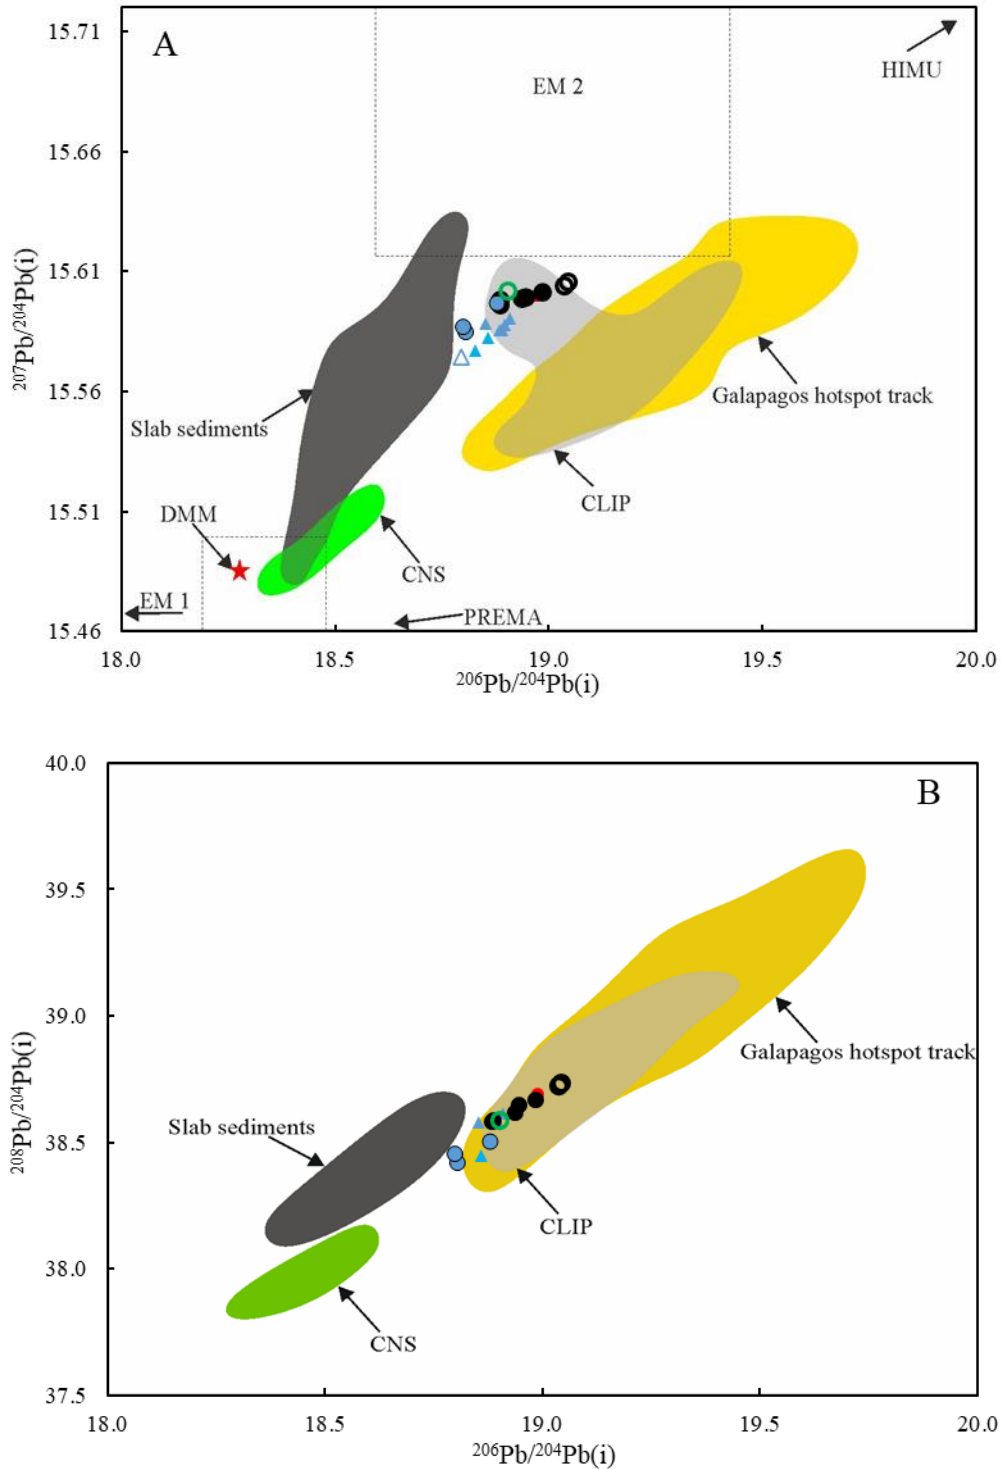 A
15.71
15.66
15.61
15.56
15.51
15.46
207Pb/204Pb(i)
HIMU
EM 2
Galapagos hotspot track
Slab sediments
CLIP
DMM
CNS
EM 1
PREMA
18.0 18.5 19.0 19.5 20.0
206Pb/204Pb(i)
B
40.0
39.5
39.0
38.5
38.0
37.5
208Pb/204Pb(i)
Galapagos hotspot track
Slab sediments
CLIP
CNS
18.0 18.5 19.0 19.5 20.0
206Pb/204Pb(i)